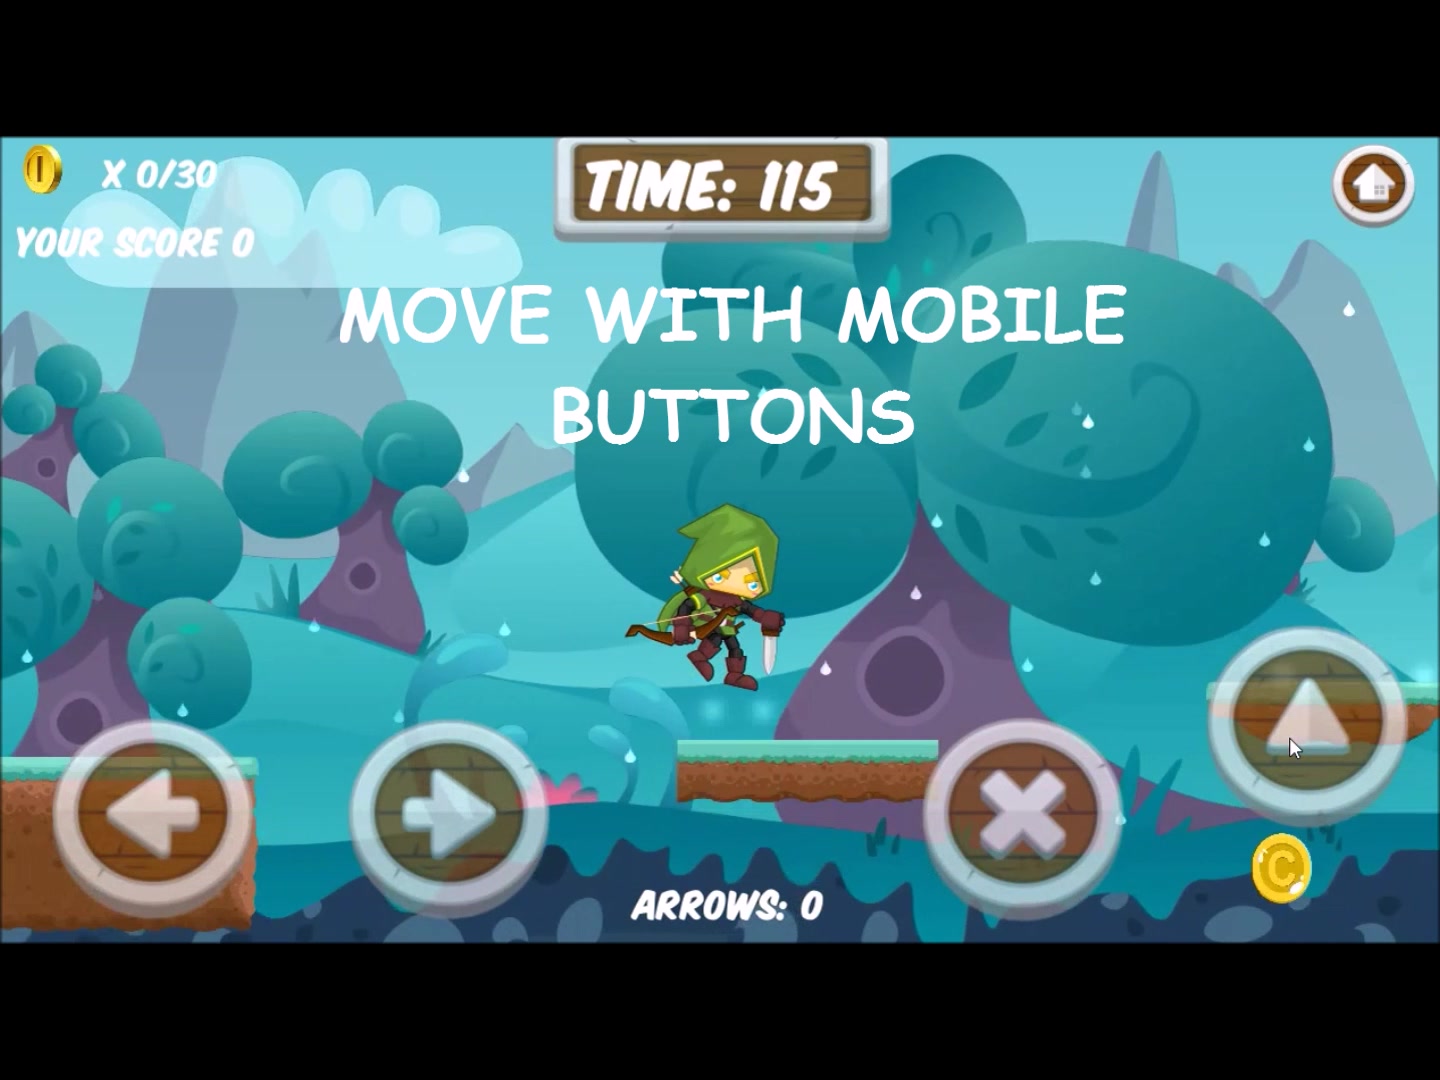 X 0/30
TIME: 115
YOUR SCORE 0
MOVE WITH MOBILE
BUTTONS
C
ARROWS: 0